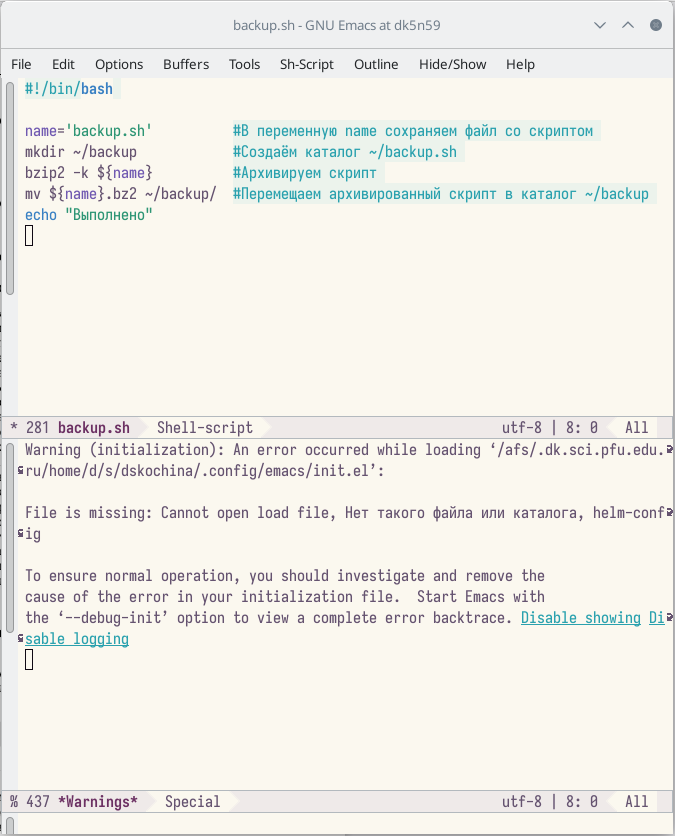 backup.sh - GNU Emacs at dk5n59
File Edit Options Buffers Tools Sh-Script Outline Hide/Show Help
#!/bin/bash
name='backup.sh' #В переменную name сохраняем файл со скриптом
mkdir ~/backup #Создаём каталог ~/backup.sh
bzip2 -k ${name} #Архивируем скрипт
mv ${name}.bz2 ~/backup/ #Перемещаем архивированный скрипт в каталог ~/backup
echo "Выполнено"
* 281 backup.sh Shell-script utf-8 | 8: 0 All
Warning (initialization): An error occurred while loading ‘/afs/.dk.sci.pfu.edu.
ru/home/d/s/dskochina/.config/emacs/init.el’:
File is missing: Cannot open load file, Нет такого файла или каталога, helm-conf
ig
To ensure normal operation, you should investigate and remove the
cause of the error in your initialization file.  Start Emacs with
the ‘--debug-init’ option to view a complete error backtrace. Disable showing Di
sable logging
% 437 *Warnings* Special utf-8 | 8: 0 All